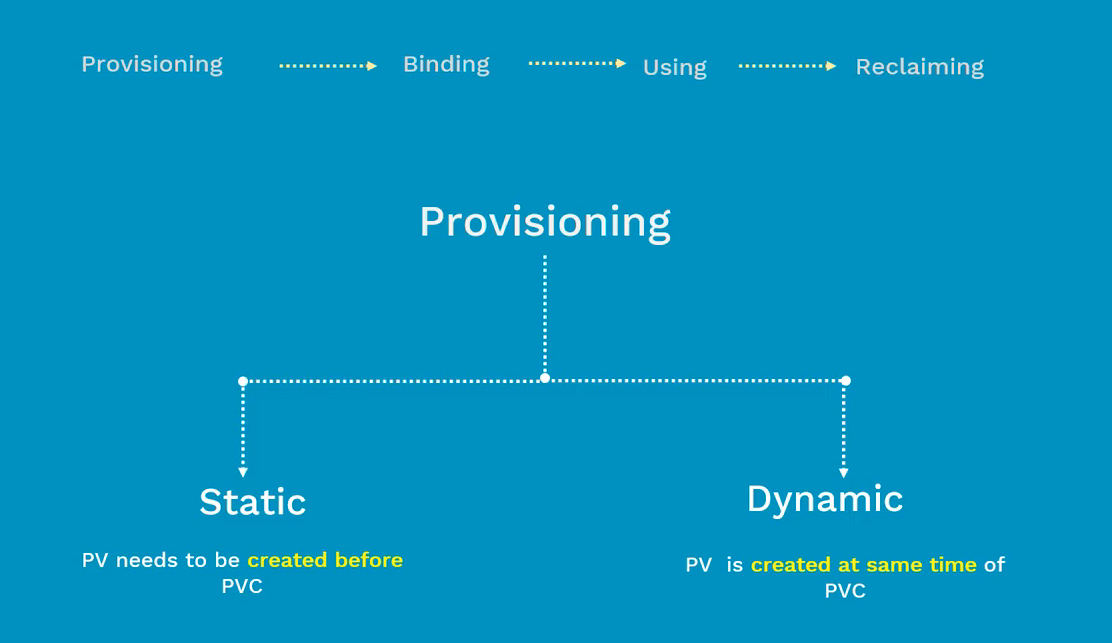 Provisioning Binding Using Reclaiming
Provisioning
Static
Dynamic
PV needs to be created before
PVC
PV is created at same time of
PVC